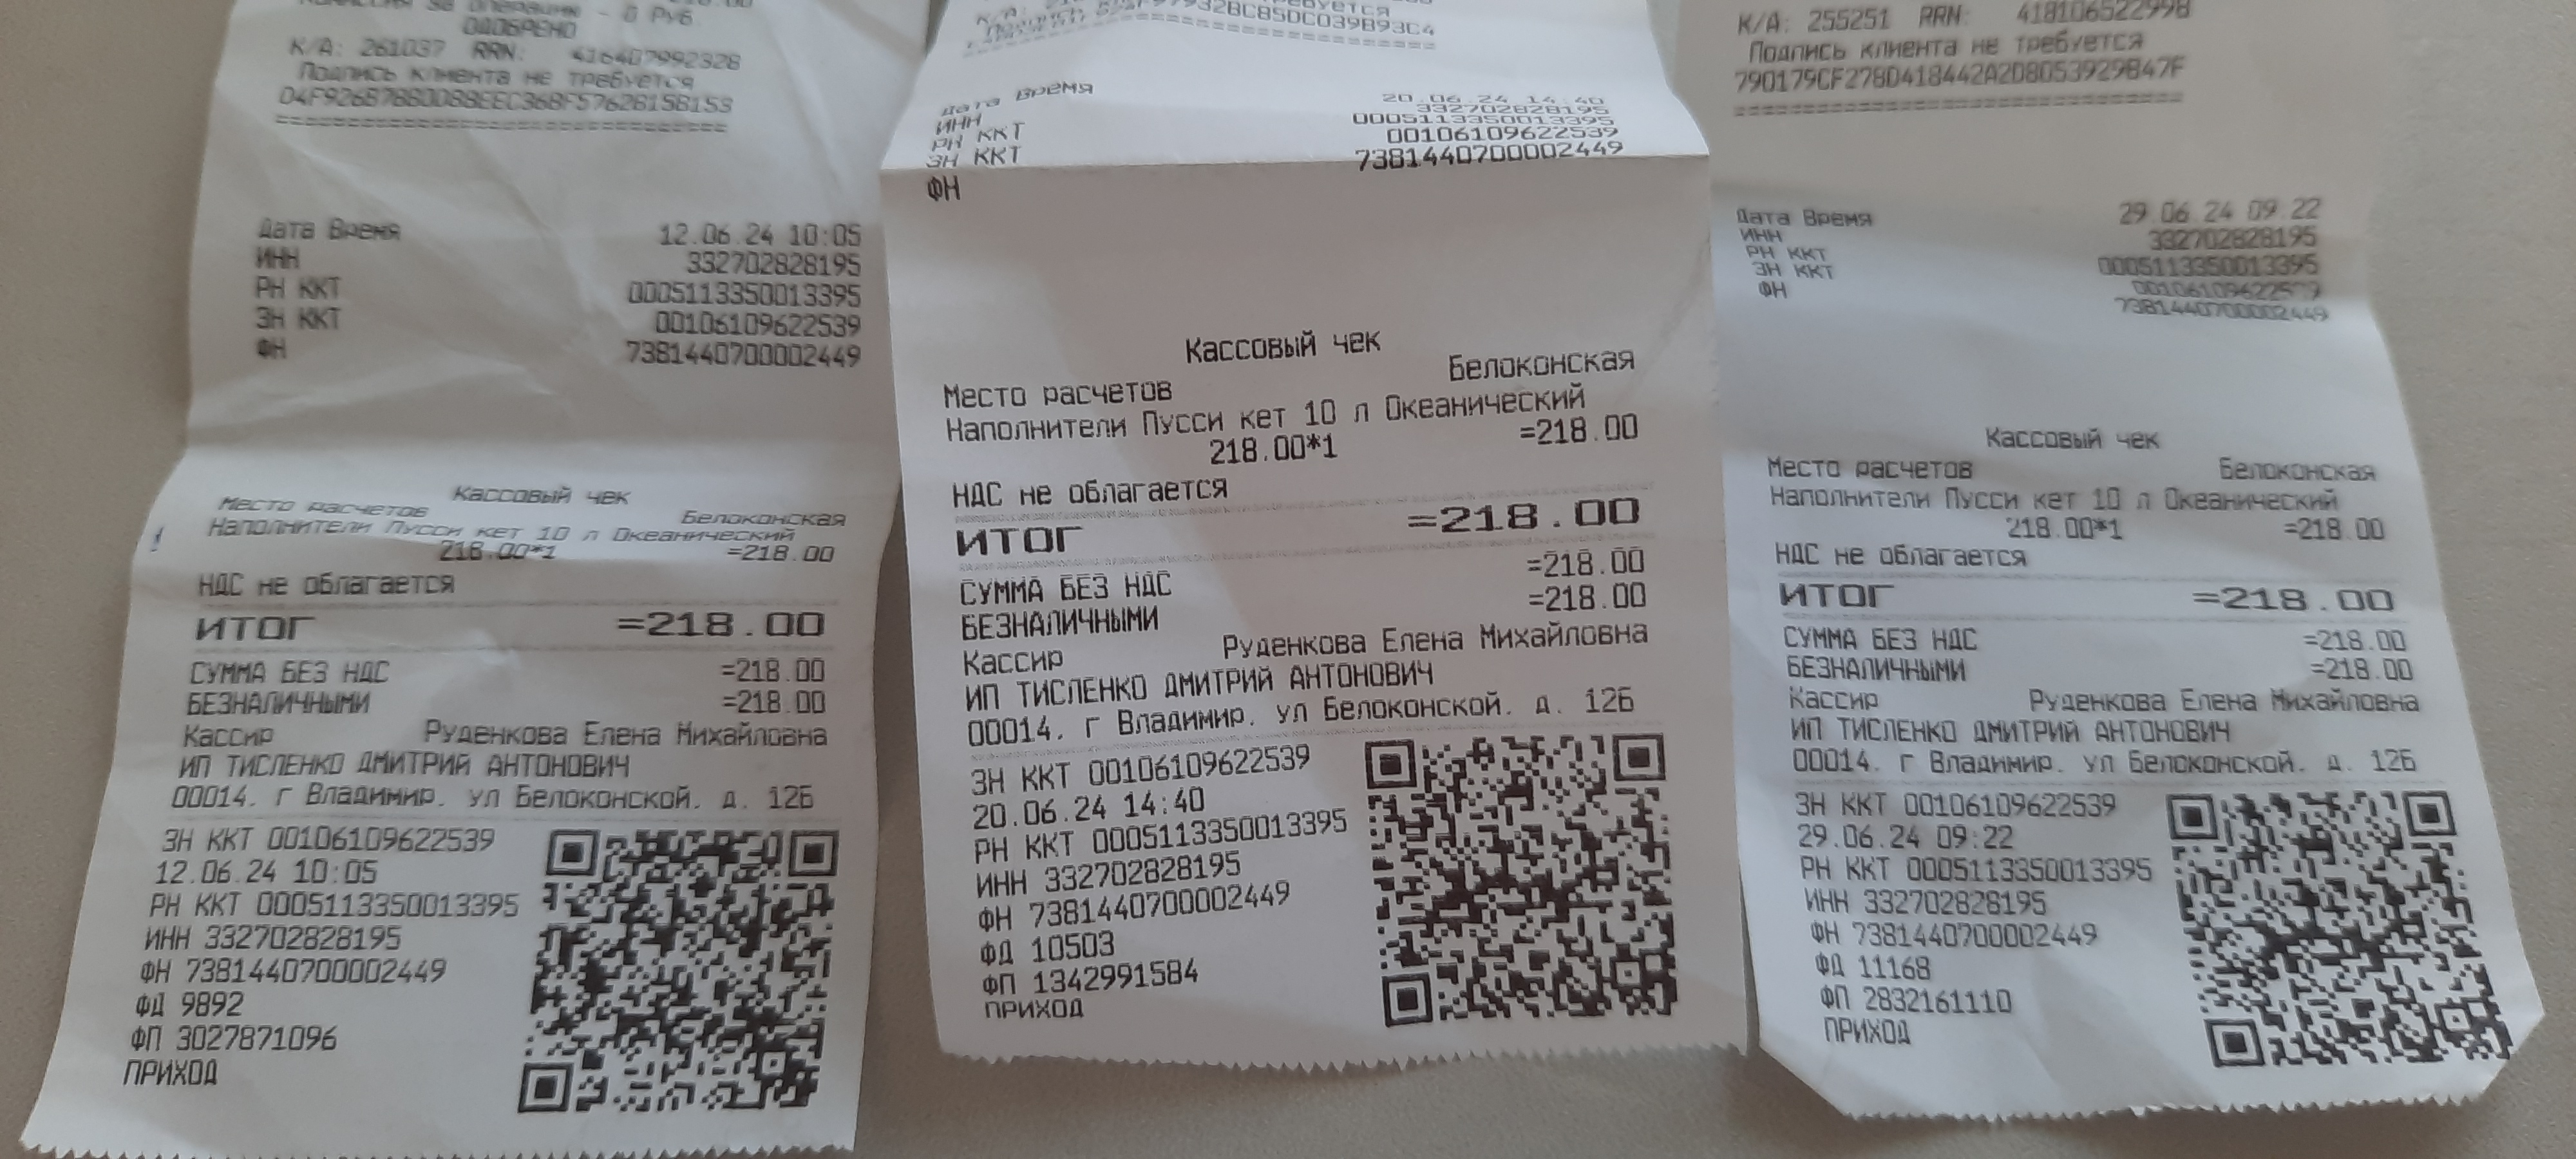 Комиссия за операцию - 0 Руб.
ОДОБРЕНО
К/А: 261037 RRN: 416407992328
Подпись клиента не требуется
=================================
Дата Время 12.06.24 10:05
ИНН 332702828195
РН ККТ 0005113350013395
ЗН ККТ 00106109622539
ФН 7381440700002449
Кассовый чек
Место расчетов Белоконская
Наполнители Пусси кет 10 л Океанический
218.00*1 =218.00
НДС не облагается
ИТОГ =218.00
СУММА БЕЗ НДС =218.00
БЕЗНАЛИЧНЫМИ =218.00
Кассир Руденкова Елена Михайловна
ИП ТИСЛЕНКО ДМИТРИЙ АНТОНОВИЧ
00014. г Владимир. ул Белоконской. д. 12Б
ЗН ККТ 00106109622539
12.06.24 10:05
РН ККТ 0005113350013395
ИНН 332702828195
ФН 7381440700002449
ФД 9892
ФП 3027871096
ПРИХОД
=================================
Дата Время 20.06.24 14:40
ИНН 332702828195
РН ККТ 0005113350013395
ЗН ККТ 00106109622539
ФН 7381440700002449
Кассовый чек
Место расчетов Белоконская
Наполнители Пусси кет 10 л Океанический
218.00*1 =218.00
НДС не облагается
ИТОГ =218.00
СУММА БЕЗ НДС =218.00
БЕЗНАЛИЧНЫМИ =218.00
Кассир Руденкова Елена Михайловна
ИП ТИСЛЕНКО ДМИТРИЙ АНТОНОВИЧ
00014. г Владимир. ул Белоконской. д. 12Б
ЗН ККТ 00106109622539
20.06.24 14:40
РН ККТ 0005113350013395
ИНН 332702828195
ФН 7381440700002449
ФД 10503
ФП 1342991584
ПРИХОД
К/А: 255251 RRN: 418106522998
Подпись клиента не требуется
790179CF278D418442A2D8053929B47F
=================================
Дата Время 29.06.24 09:22
ИНН 332702828195
РН ККТ 0005113350013395
ЗН ККТ
ФН 7381440700002449
Кассовый чек
Место расчетов Белоконская
Наполнители Пусси кет 10 л Океанический
218.00*1 =218.00
НДС не облагается
ИТОГ =218.00
СУММА БЕЗ НДС =218.00
БЕЗНАЛИЧНЫМИ =218.00
Кассир Руденкова Елена Михайловна
ИП ТИСЛЕНКО ДМИТРИЙ АНТОНОВИЧ
00014. г Владимир. ул Белоконской. д. 12Б
ЗН ККТ 00106109622539
29.06.24 09:22
РН ККТ 0005113350013395
ИНН 332702828195
ФН 7381440700002449
ФД 11168
ФП 2832161110
ПРИХОД